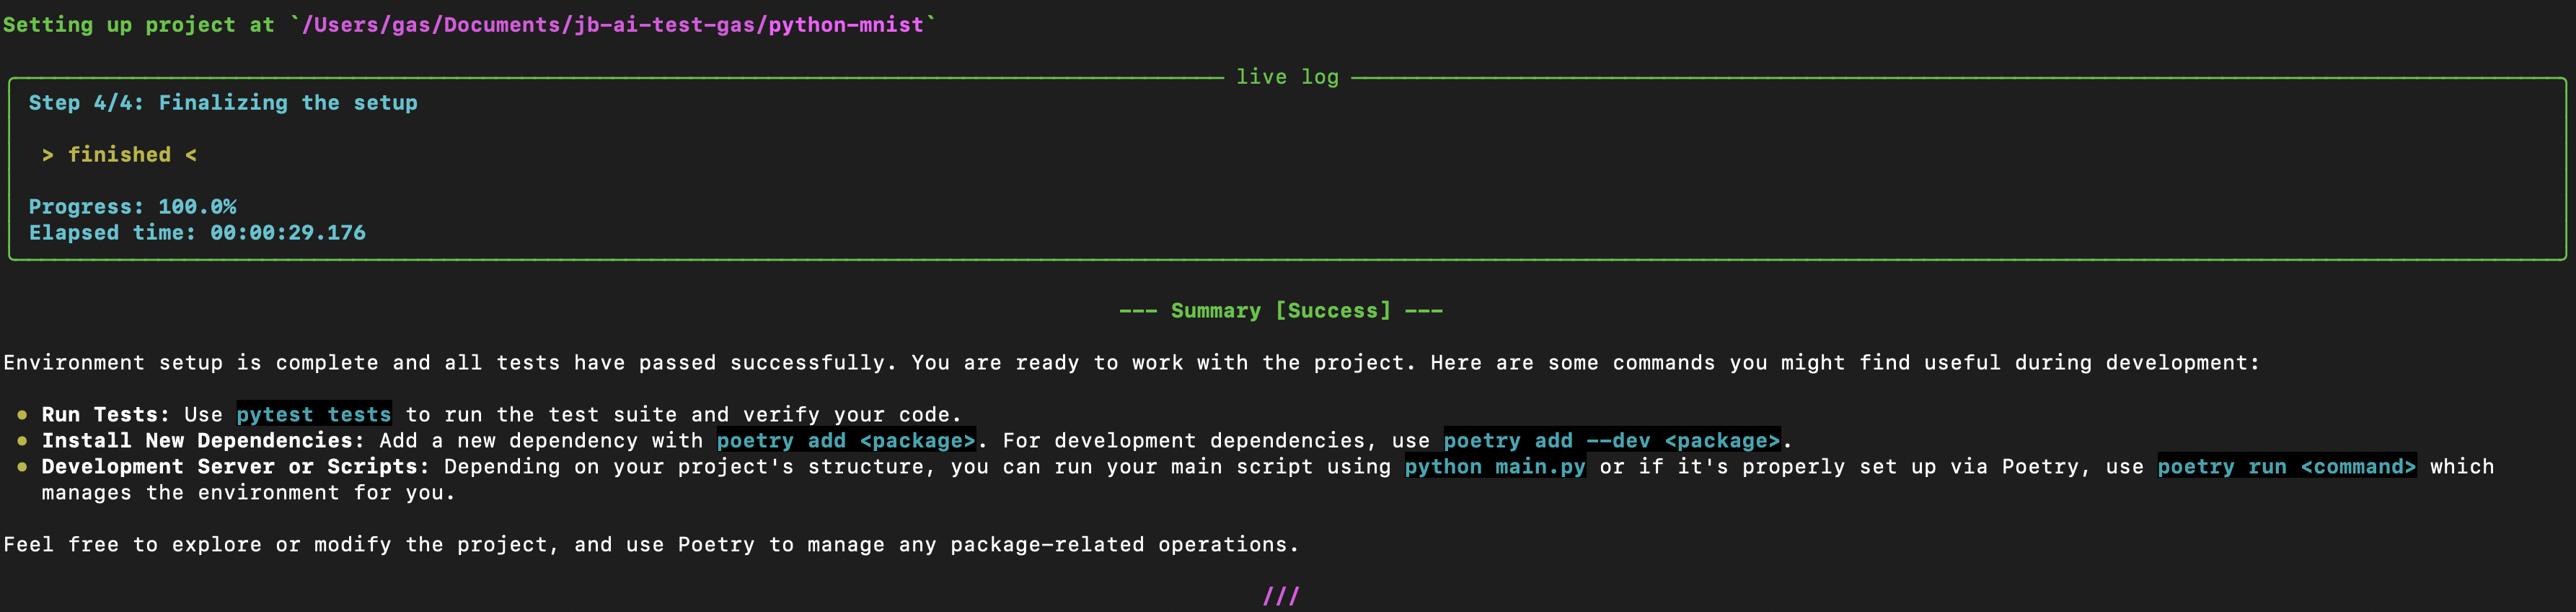 Setting up project at `/Users/gas/Documents/jb-ai-test-gas/python-mnist`
live log
Step 4/4: Finalizing the setup
> finished <
Progress: 100.0%
Elapsed time: 00:00:29.176
--- Summary [Success] ---
Environment setup is complete and all tests have passed successfully. You are ready to work with the project. Here are some commands you might find useful during development:
• Run Tests: Use pytest tests to run the test suite and verify your code.
• Install New Dependencies: Add a new dependency with poetry add <package>. For development dependencies, use poetry add --dev <package>.
• Development Server or Scripts: Depending on your project's structure, you can run your main script using python main.py or if it's properly set up via Poetry, use poetry run <command> which
manages the environment for you.
Feel free to explore or modify the project, and use Poetry to manage any package-related operations.
///